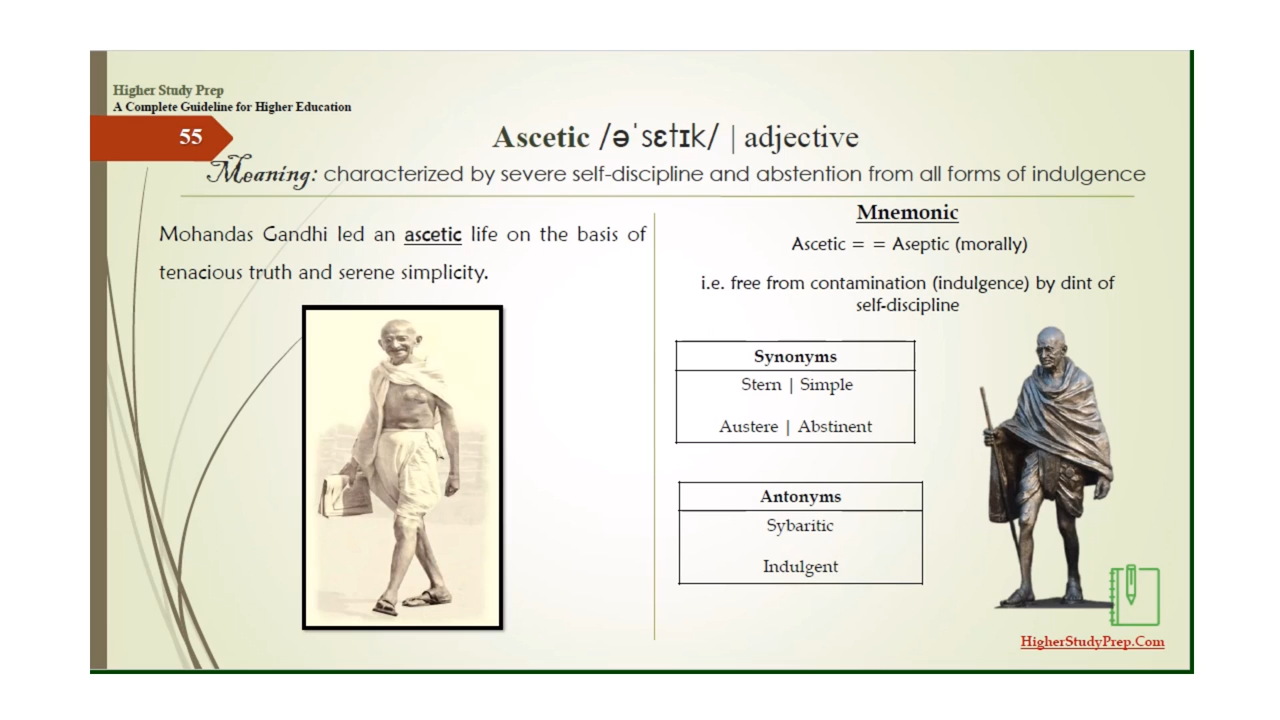 Higher Study Prep
A Complete Guideline for Higher Education
55
Ascetic /əˈsɛtɪk/ | adjective
Meaning: characterized by severe self-discipline and abstention from all forms of indulgence
Mohandas Gandhi led an ascetic life on the basis of
tenacious truth and serene simplicity.
Mnemonic
Ascetic = = Aseptic (morally)
i.e. free from contamination (indulgence) by dint of
self-discipline
Synonyms
Stern | Simple
Austere | Abstinent
Antonyms
Sybaritic
Indulgent
HigherStudyPrep.Com